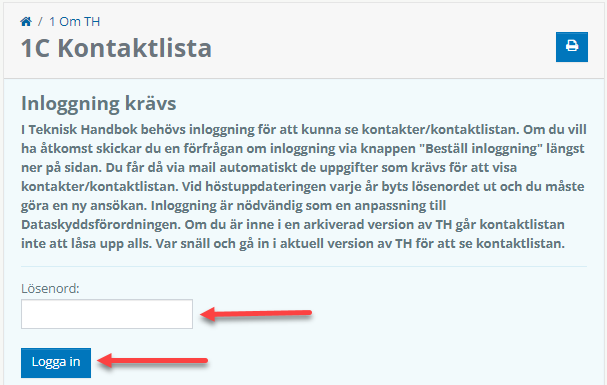 / 1 Om TH
1C Kontaktlista
Inloggning krävs
I Teknisk Handbok behövs inloggning för att kunna se kontakter/kontaktlistan. Om du vill
ha åtkomst skickar du en förfrågan om inloggning via knappen "Beställ inloggning" längst
ner på sidan. Du får då via mail automatiskt de uppgifter som krävs för att visa
kontakter/kontaktlistan. Vid höstuppdateringen varje år byts lösenordet ut och du måste
göra en ny ansökan. Inloggning är nödvändig som en anpassning till
Dataskyddsförordningen. Om du är inne i en arkiverad version av TH går kontaktlistan
inte att låsa upp alls. Var snäll och gå in i aktuell version av TH för att se kontaktlistan.
Lösenord:
Logga in